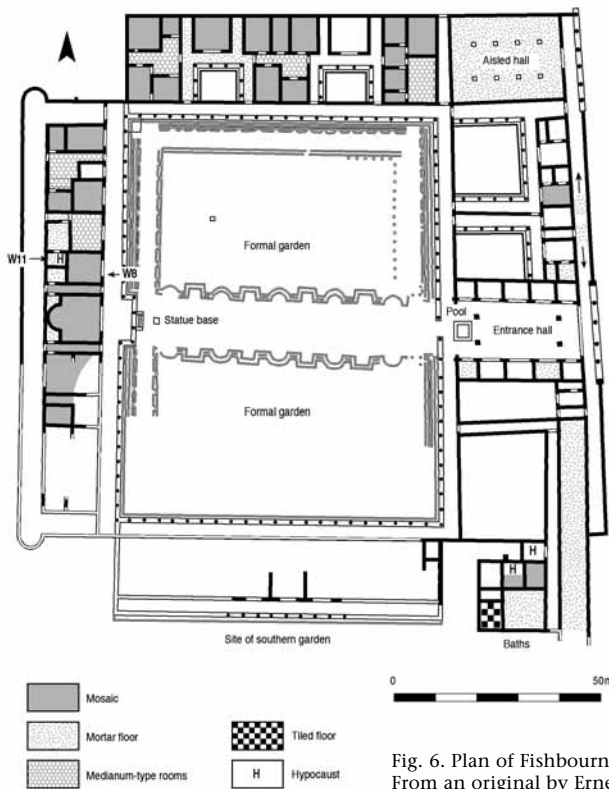 Aisled hall
Formal garden
W11
H
W8
Statue base
Pool
Entrance hall
Formal garden
H
H
Site of southern garden
Baths
0 50m
Mosaic
Mortar floor
Tiled floor
Medianum-type rooms
H Hypocaust
Fig. 6. Plan of Fishbourn
From an original by Erne